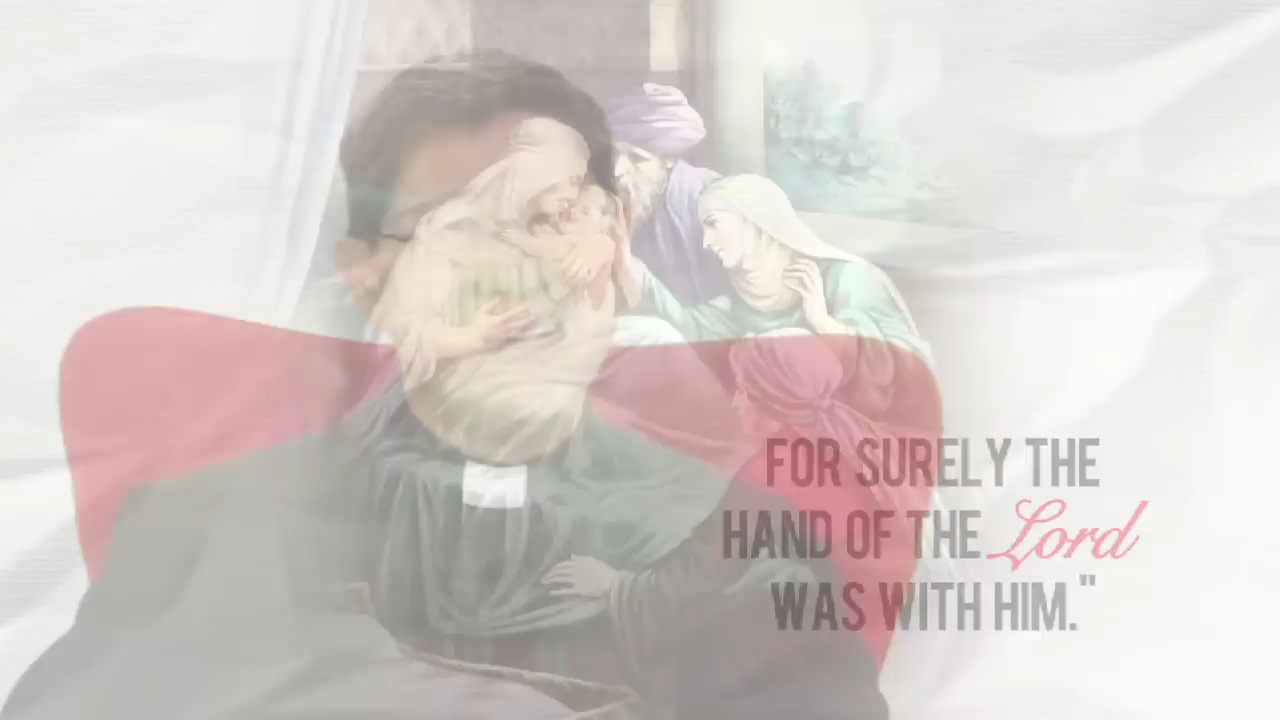 FOR SURELY THE
HAND OF THE Lord
WAS WITH HIM."